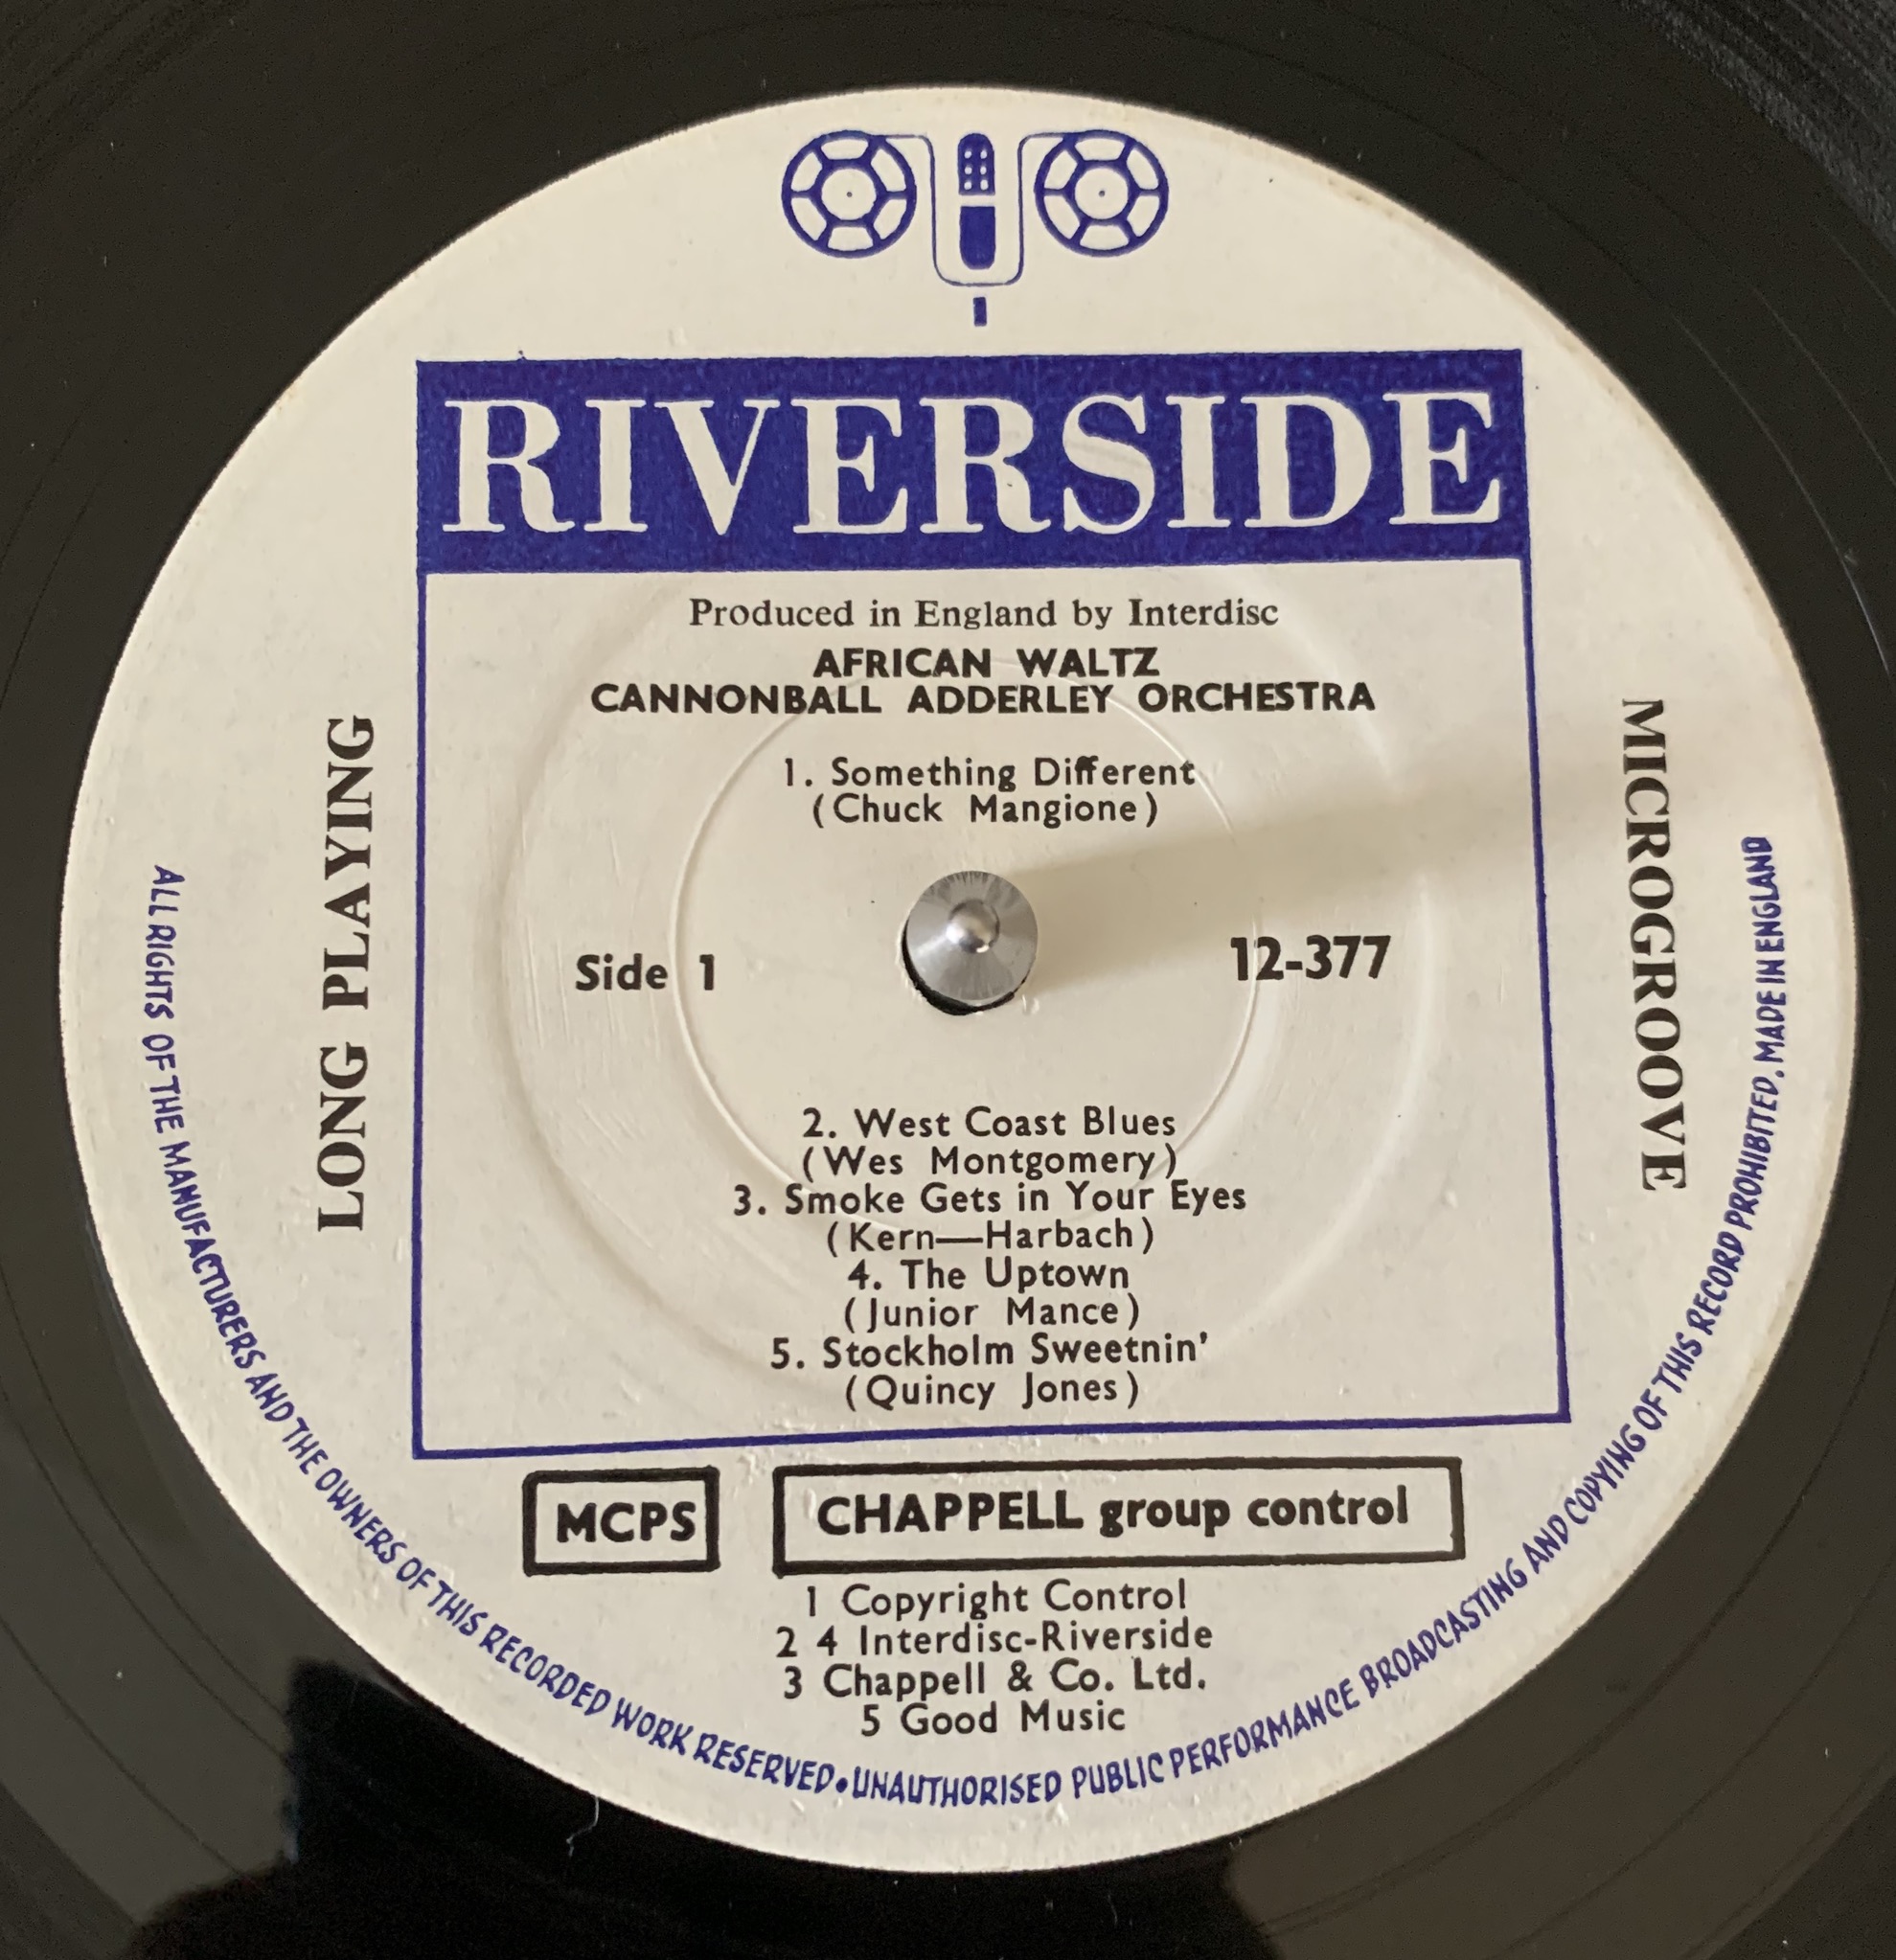 RIVERSIDE
Produced in England by Interdisc
AFRICAN WALTZ
CANNONBALL ADDERLEY ORCHESTRA
1. Something Different
(Chuck Mangione)
Side 1
12-377
2. West Coast Blues
(Wes Montgomery)
3. Smoke Gets in Your Eyes
(Kern—Harbach)
4. The Uptown
(Junior Mance)
5. Stockholm Sweetnin'
(Quincy Jones)
LONG PLAYING
MICROGROOVE
MCPS
CHAPPELL group control
1 Copyright Control
2 4 Interdisc-Riverside
3 Chappell & Co. Ltd.
5 Good Music
ALL RIGHTS OF THE MANUFACTURERS AND THE OWNERS OF THIS RECORDED WORK RESERVED • UNAUTHORISED PUBLIC PERFORMANCE BROADCASTING AND COPYING OF THIS RECORD PROHIBITED. MADE IN ENGLAND